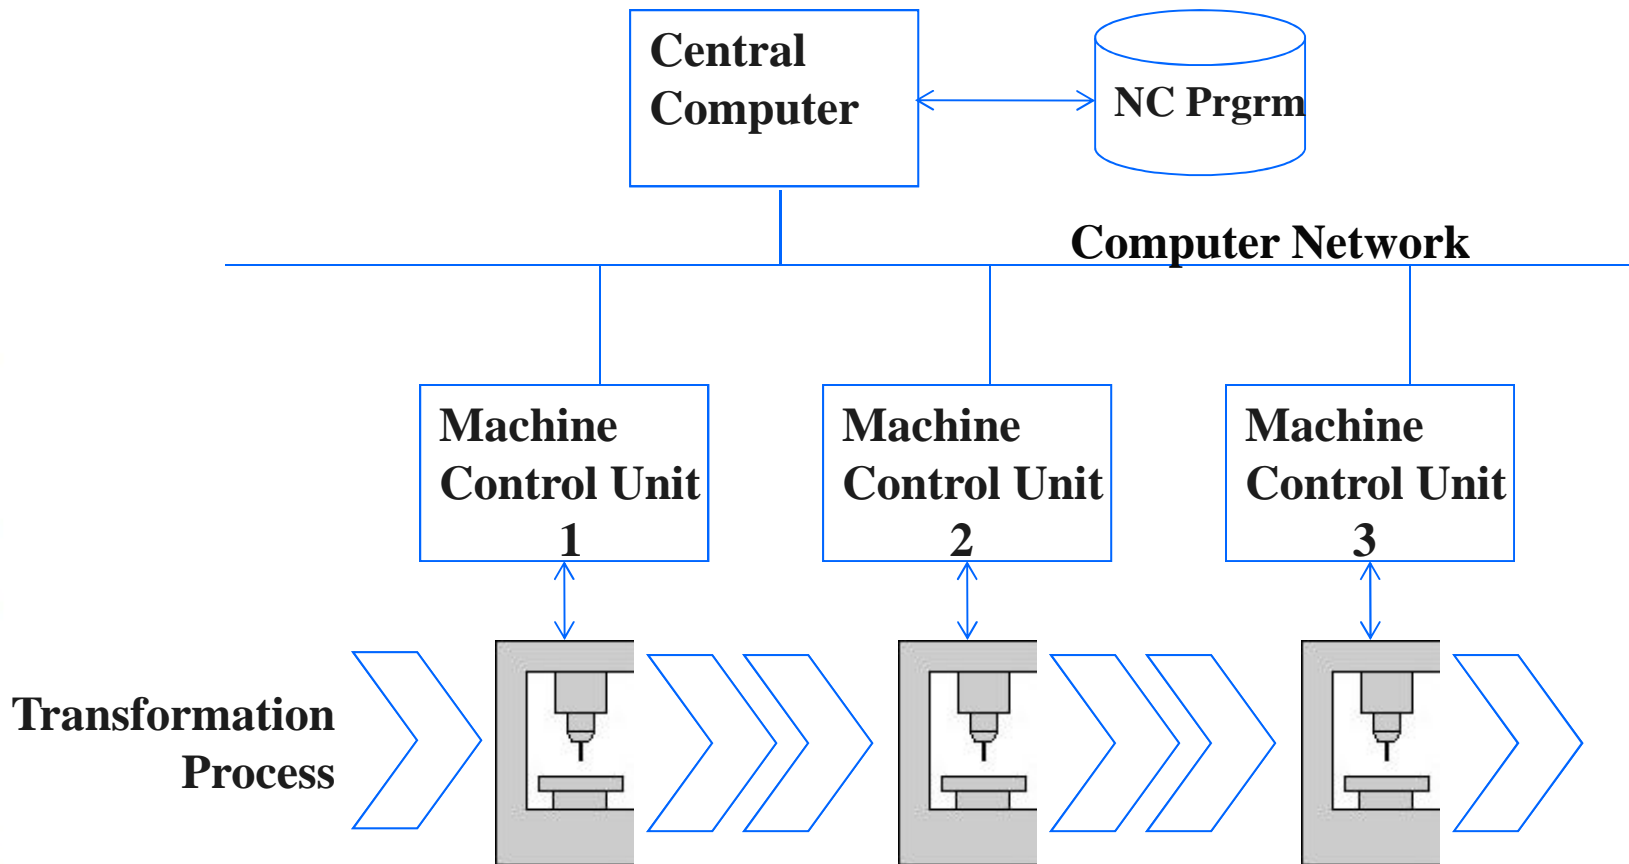 Central
Computer
NC Prgrm
Computer Network
Machine
Control Unit
1
Machine
Control Unit
2
Machine
Control Unit
3
Transformation
Process